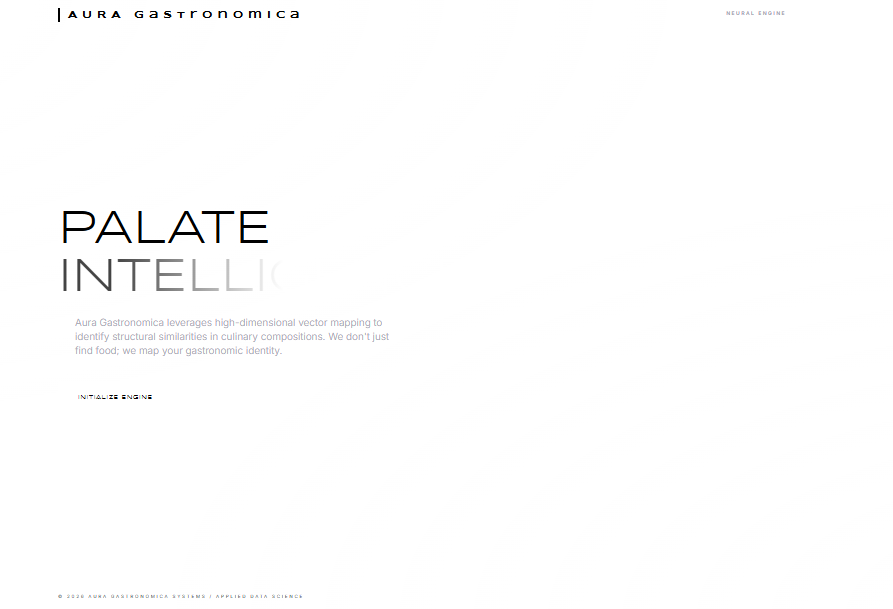 AURA GASTRONOMICA
NEURAL ENGINE
PALATE
INTELLIG
Aura Gastronomica leverages high-dimensional vector mapping to
identify structural similarities in culinary compositions. We don't just
find food; we map your gastronomic identity.
INITIALIZE ENGINE
© 2026 AURA GASTRONOMICA SYSTEMS | APPLIED DATA SCIENCE